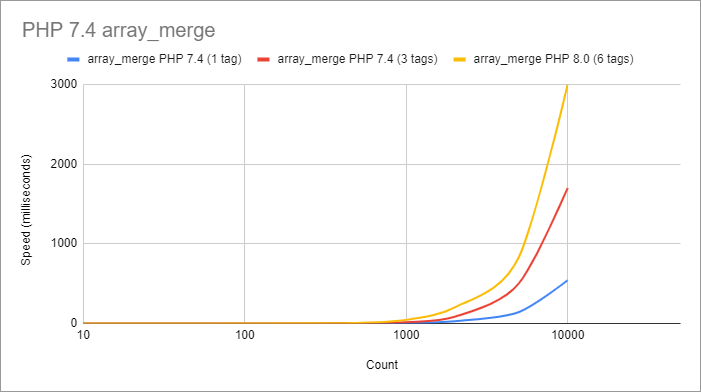 PHP 7.4 array_merge
array_merge PHP 7.4 (1 tag) array_merge PHP 7.4 (3 tags) array_merge PHP 8.0 (6 tags)
3000
2000
1000
0
Speed (milliseconds)
10 100 1000 10000
Count